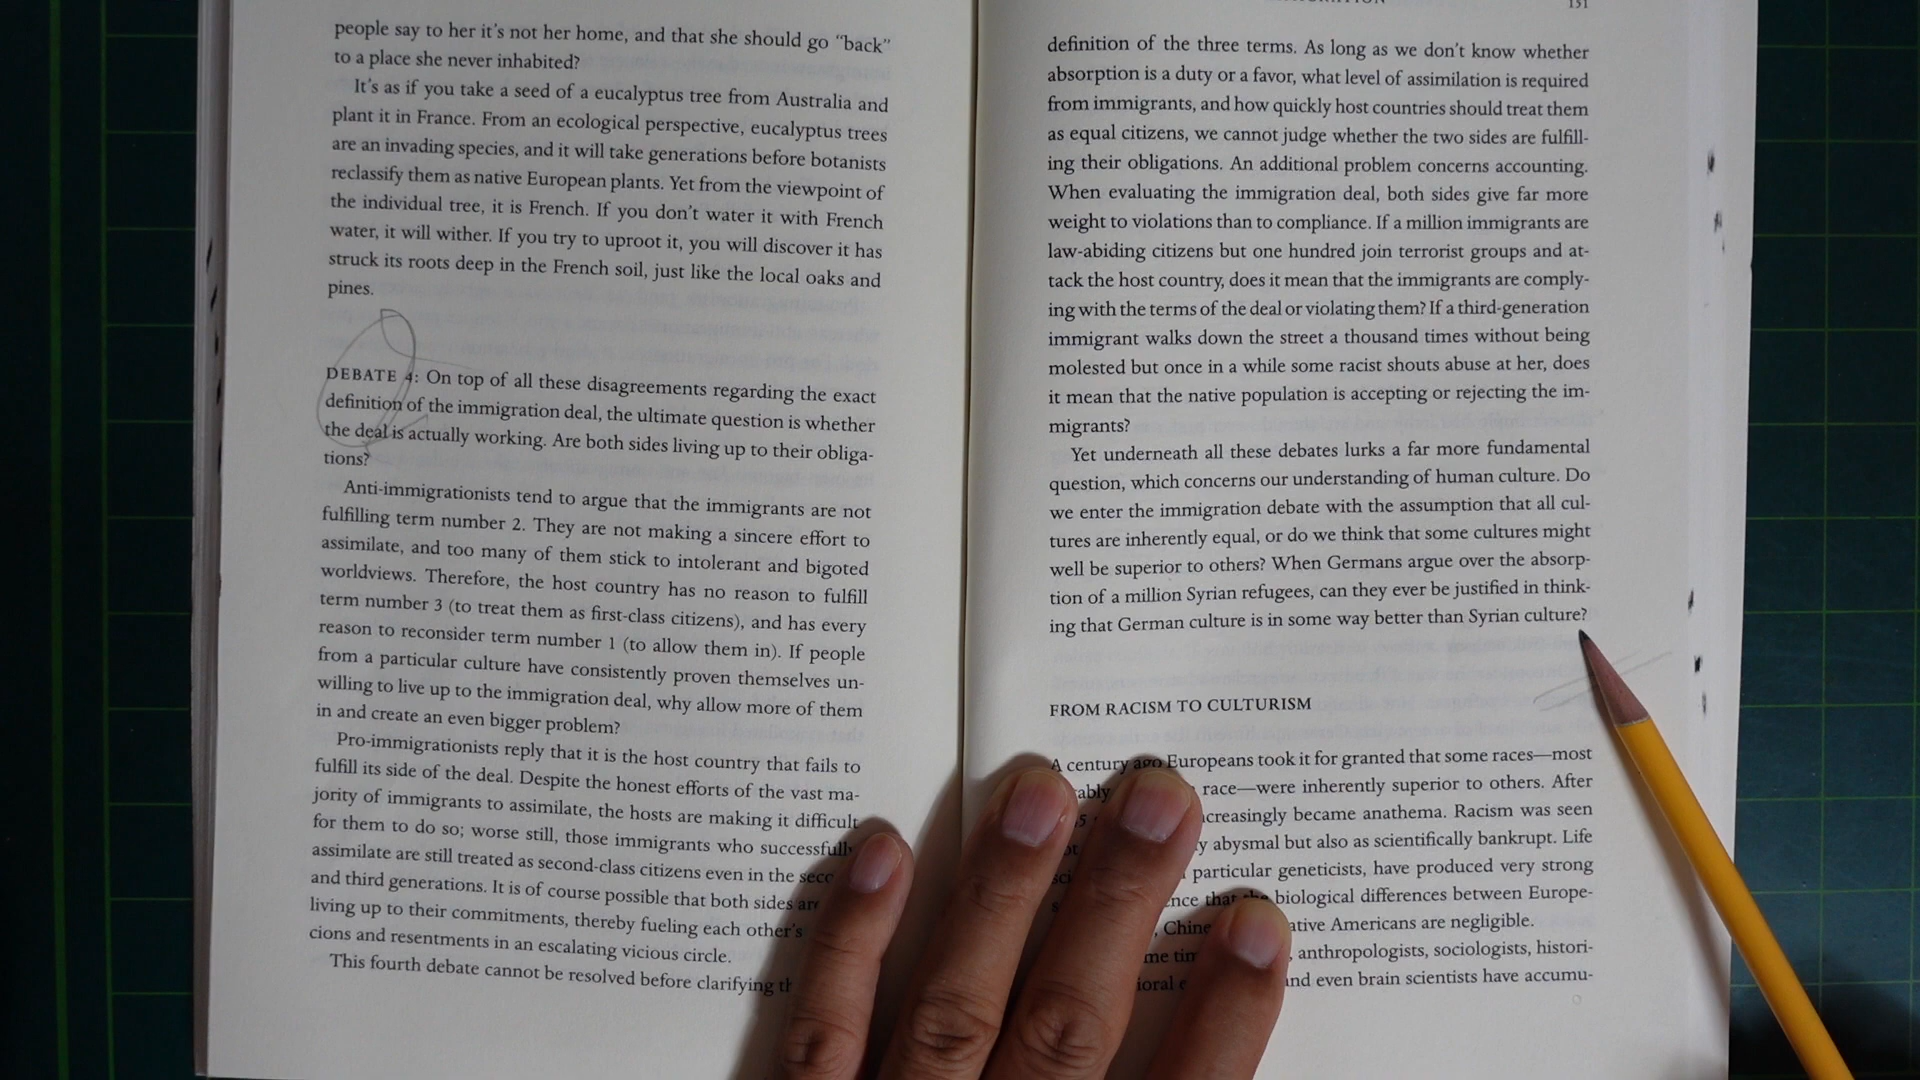 people say to her it's not her home, and that she should go “back”
to a place she never inhabited?
It's as if you take a seed of a eucalyptus tree from Australia and
plant it in France. From an ecological perspective, eucalyptus trees
are an invading species, and it will take generations before botanists
reclassify them as native European plants. Yet from the viewpoint of
the individual tree, it is French. If you don't water it with French
water, it will wither. If you try to uproot it, you will discover it has
struck its roots deep in the French soil, just like the local oaks and
pines.
DEBATE 4: On top of all these disagreements regarding the exact
definition of the immigration deal, the ultimate question is whether
the deal is actually working. Are both sides living up to their obliga-
tions?
Anti-immigrationists tend to argue that the immigrants are not
fulfilling term number 2. They are not making a sincere effort to
assimilate, and too many of them stick to intolerant and bigoted
worldviews. Therefore, the host country has no reason to fulfill
term number 3 (to treat them as first-class citizens), and has every
reason to reconsider term number 1 (to allow them in). If people
from a particular culture have consistently proven themselves un-
willing to live up to the immigration deal, why allow more of them
in and create an even bigger problem?
Pro-immigrationists reply that it is the host country that fails to
fulfill its side of the deal. Despite the honest efforts of the vast ma-
jority of immigrants to assimilate, the hosts are making it difficult
for them to do so; worse still, those immigrants who successfully
assimilate are still treated as second-class citizens even in the
and third generations. It is of course possible that both sides
living up to their commitments, thereby fueling each other's
cions and resentments in an escalating vicious circle.
This fourth debate cannot be resolved before clarifying
151
definition of the three terms. As long as we don't know whether
absorption is a duty or a favor, what level of assimilation is required
from immigrants, and how quickly host countries should treat them
as equal citizens, we cannot judge whether the two sides are fulfill-
ing their obligations. An additional problem concerns accounting.
When evaluating the immigration deal, both sides give far more
weight to violations than to compliance. If a million immigrants are
law-abiding citizens but one hundred join terrorist groups and at-
tack the host country, does it mean that the immigrants are comply-
ing with the terms of the deal or violating them? If a third-generation
immigrant walks down the street a thousand times without being
molested but once in a while some racist shouts abuse at her, does
it mean that the native population is accepting or rejecting the im-
migrants?
Yet underneath all these debates lurks a far more fundamental
question, which concerns our understanding of human culture. Do
we enter the immigration debate with the assumption that all cul-
tures are inherently equal, or do we think that some cultures might
well be superior to others? When Germans argue over the absorp-
tion of a million Syrian refugees, can they ever be justified in think-
ing that German culture is in some way better than Syrian culture?
FROM RACISM TO CULTURISM
A century ago Europeans took it for granted that some races—most
race—were inherently superior to others. After
increasingly became anathema. Racism was seen
abysmal but also as scientifically bankrupt. Life
particular geneticists, have produced very strong
that the biological differences between Europe-
Americans are negligible.
anthropologists, sociologists, histori-
and even brain scientists have accumu-